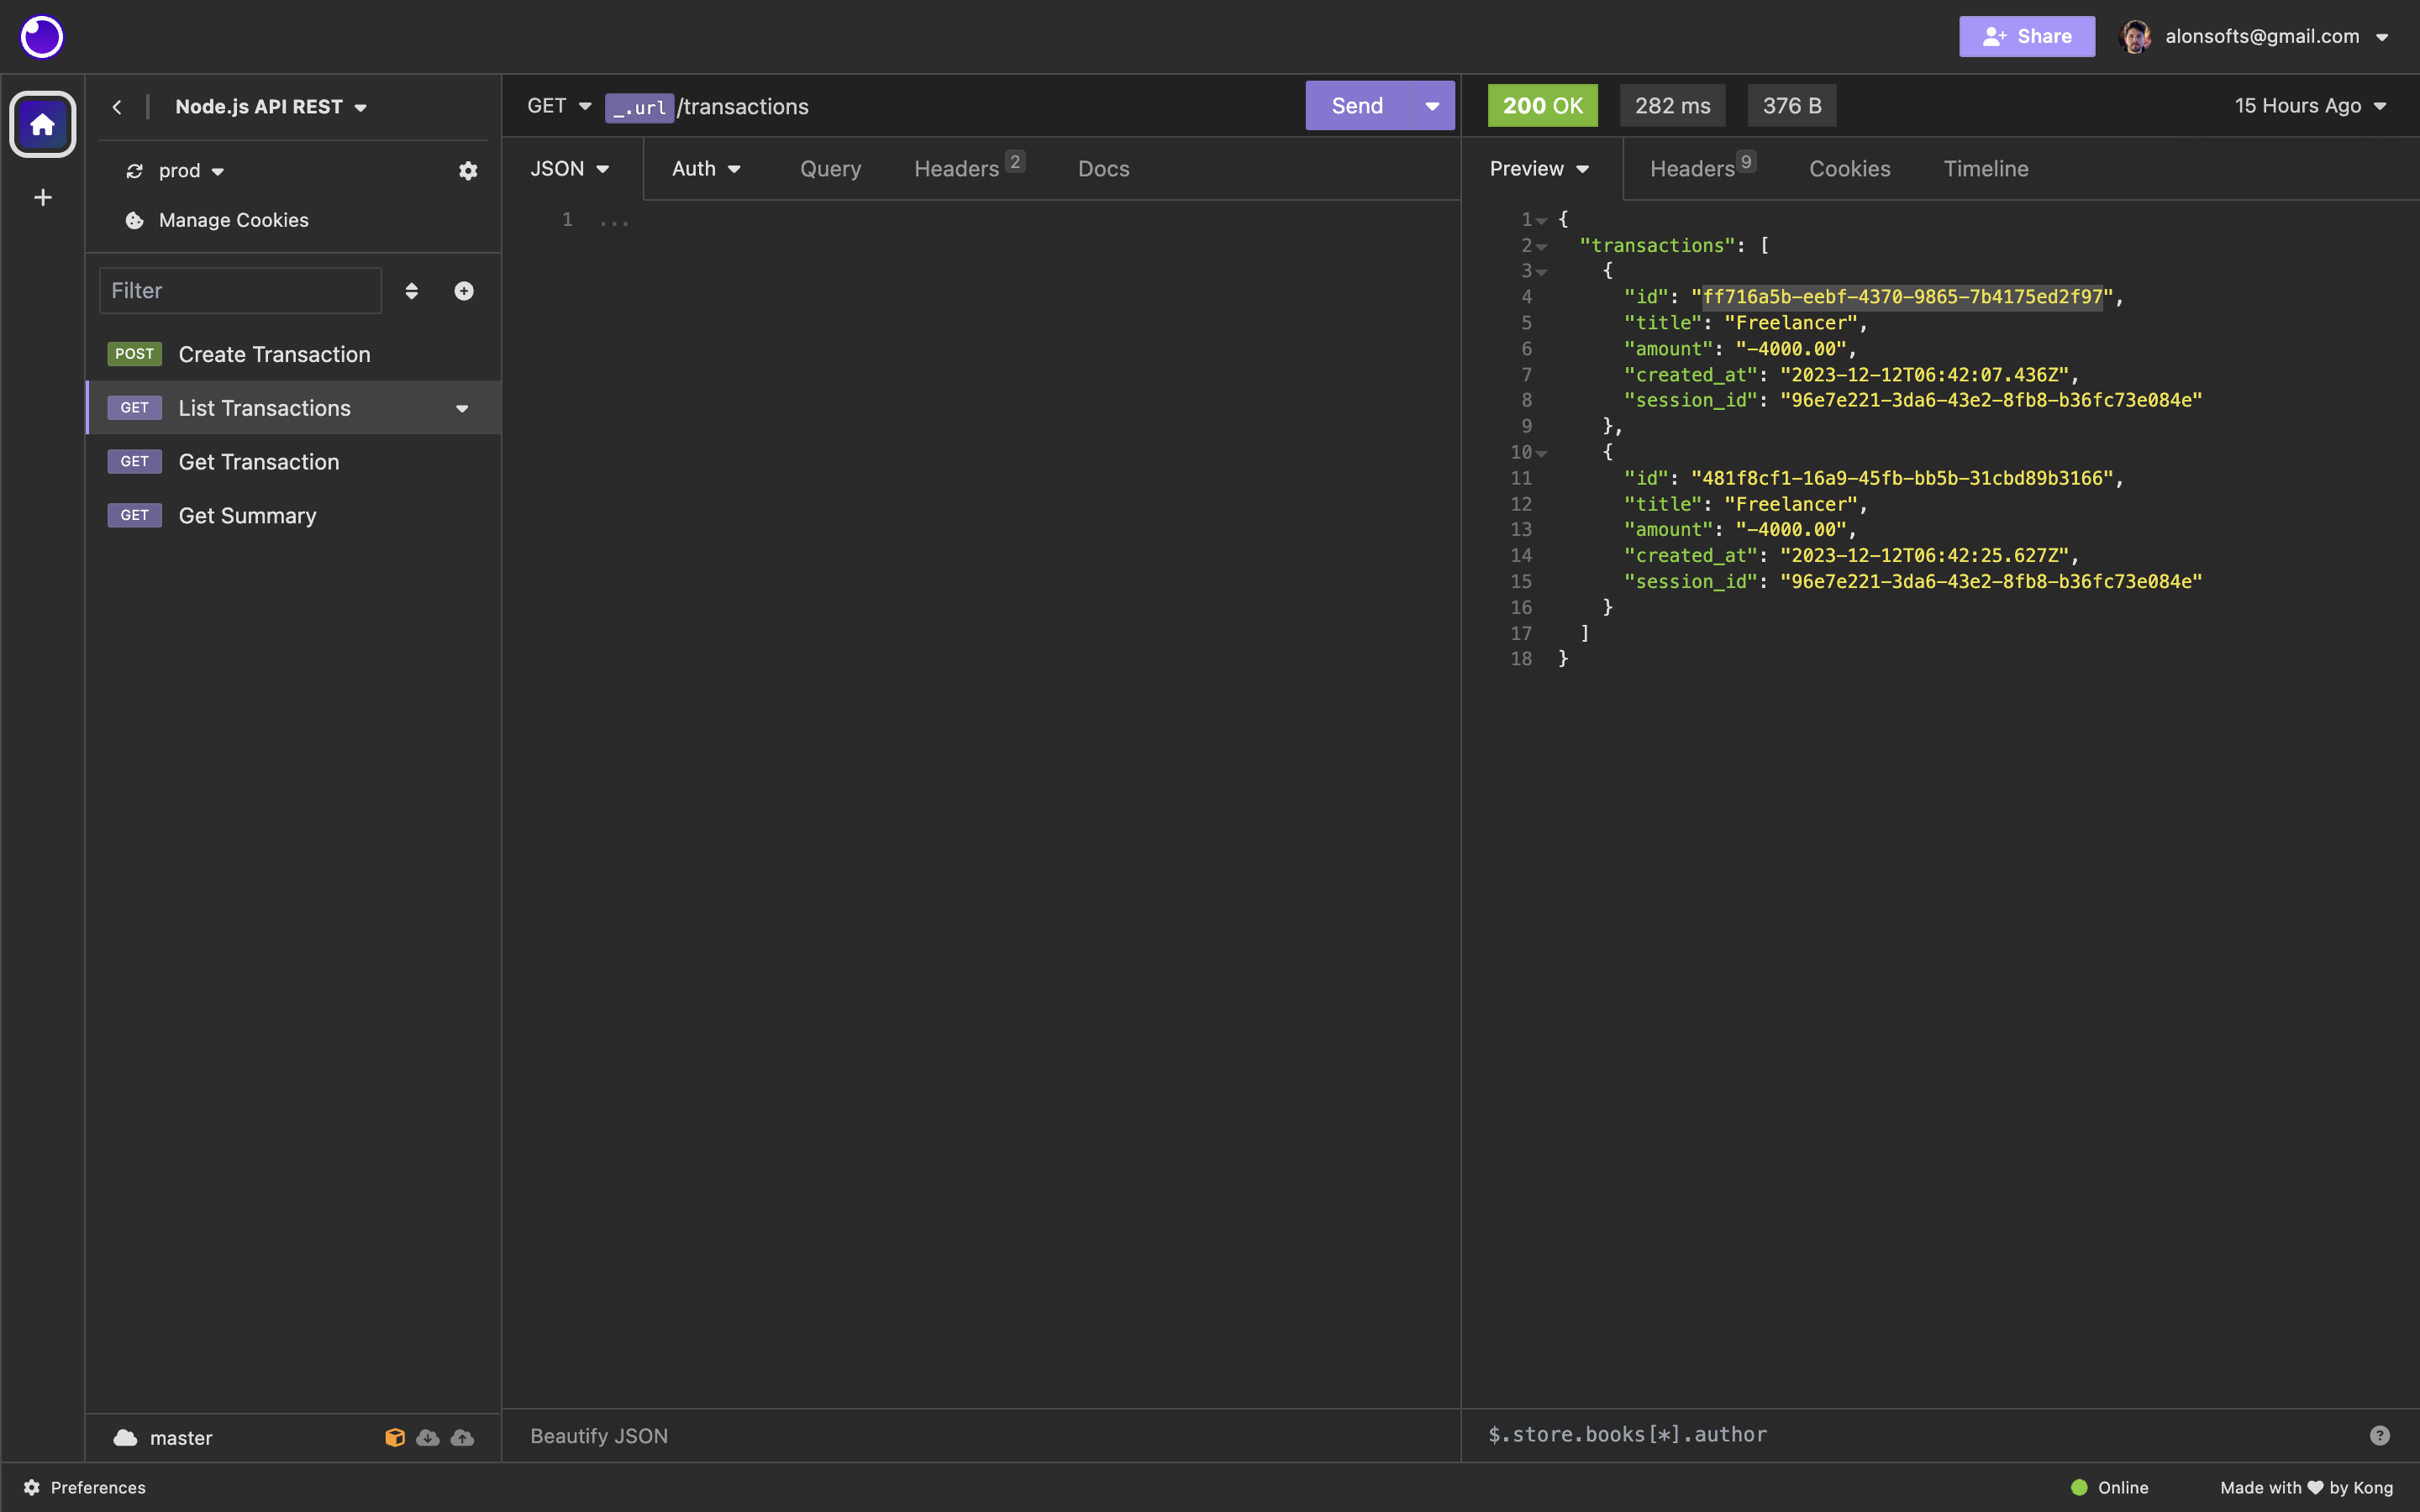 Share
alonsofts@gmail.com
Node.js API REST
prod
Manage Cookies
Filter
POST Create Transaction
GET List Transactions
GET Get Transaction
GET Get Summary
master
GET _.url/transactions
Send
JSON
Auth
Query
Headers 2
Docs
1 ...
Beautify JSON
200 OK
282 ms
376 B
15 Hours Ago
Preview
Headers 9
Cookies
Timeline
1 {
2 "transactions": [
3 {
4 "id": "ff716a5b-eebf-4370-9865-7b4175ed2f97",
5 "title": "Freelancer",
6 "amount": "-4000.00",
7 "created_at": "2023-12-12T06:42:07.436Z",
8 "session_id": "96e7e221-3da6-43e2-8fb8-b36fc73e084e"
9 },
10 {
11 "id": "481f8cf1-16a9-45fb-bb5b-31cbd89b3166",
12 "title": "Freelancer",
13 "amount": "-4000.00",
14 "created_at": "2023-12-12T06:42:25.627Z",
15 "session_id": "96e7e221-3da6-43e2-8fb8-b36fc73e084e"
16 }
17 ]
18 }
$.store.books[*].author
?
Preferences
Online
Made with ♥ by Kong